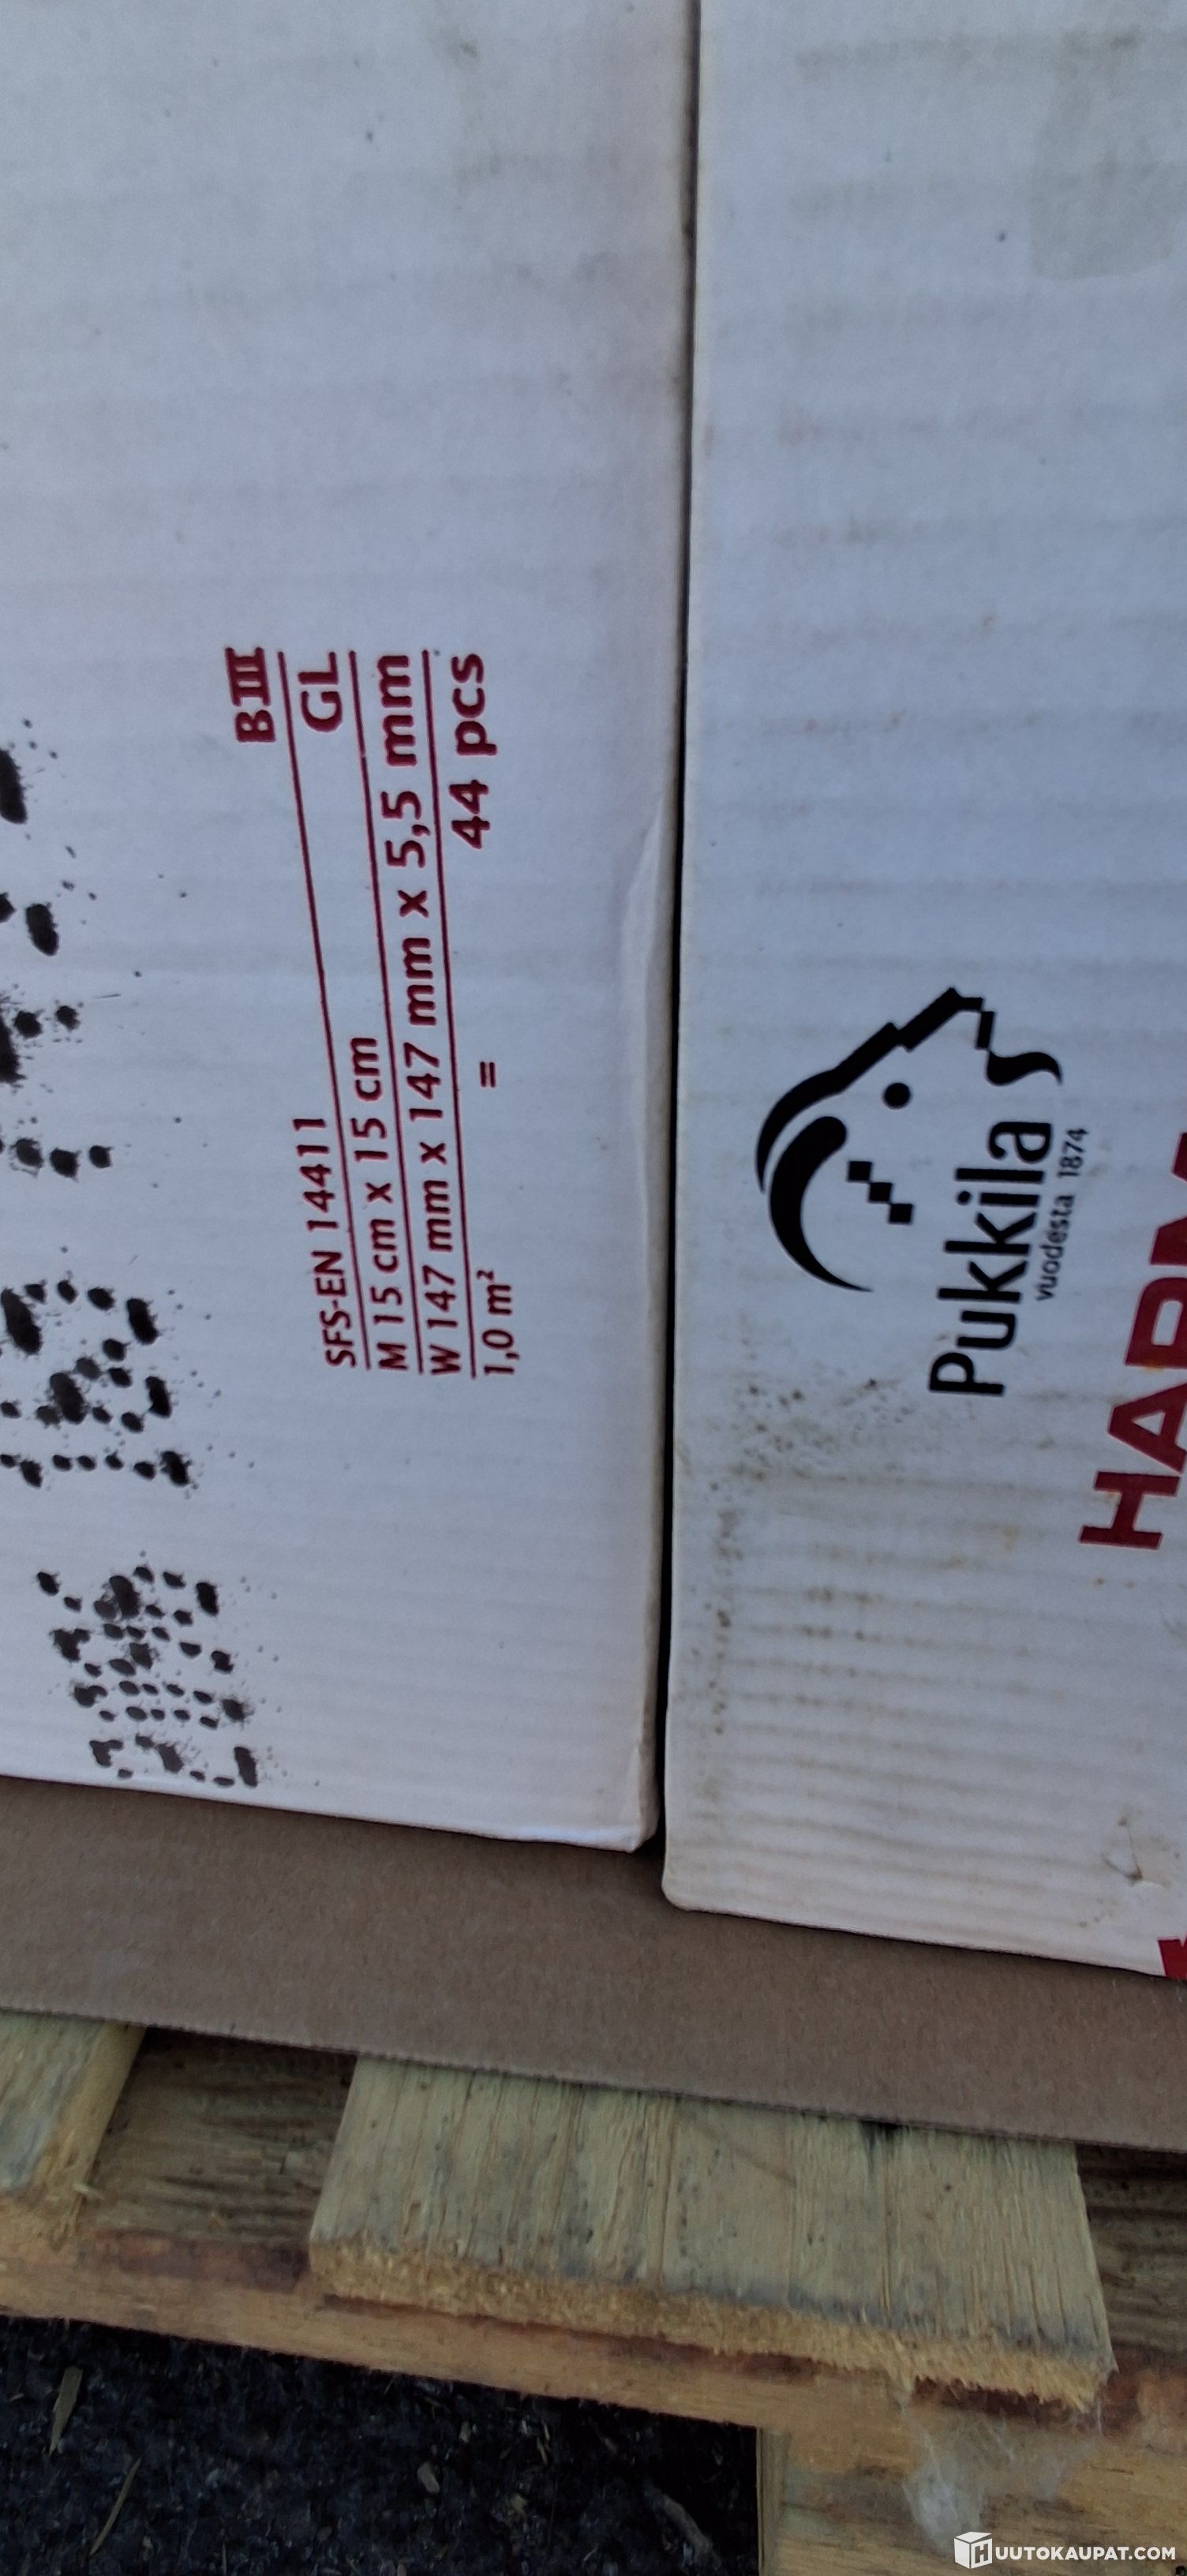 SFS-EN 14411 BIII
M 15 cm x 15 cm GL
W 147 mm x 147 mm x 5,5 mm
1,0 m² = 44 pcs
Pukkila
vuodesta 1874
HUUTOKAUPAT.COM